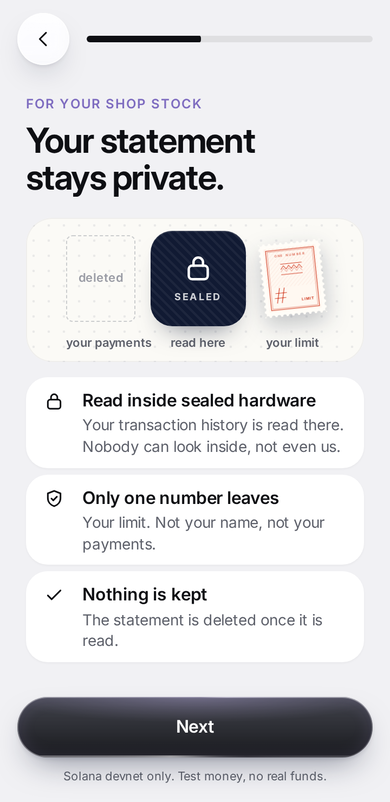 FOR YOUR SHOP STOCK
Your statement
stays private.
deleted
SEALED
ONE NUMBER
#
LIMIT
your payments
read here
your limit
Read inside sealed hardware
Your transaction history is read there.
Nobody can look inside, not even us.
Only one number leaves
Your limit. Not your name, not your
payments.
Nothing is kept
The statement is deleted once it is
read.
Next
Solana devnet only. Test money, no real funds.